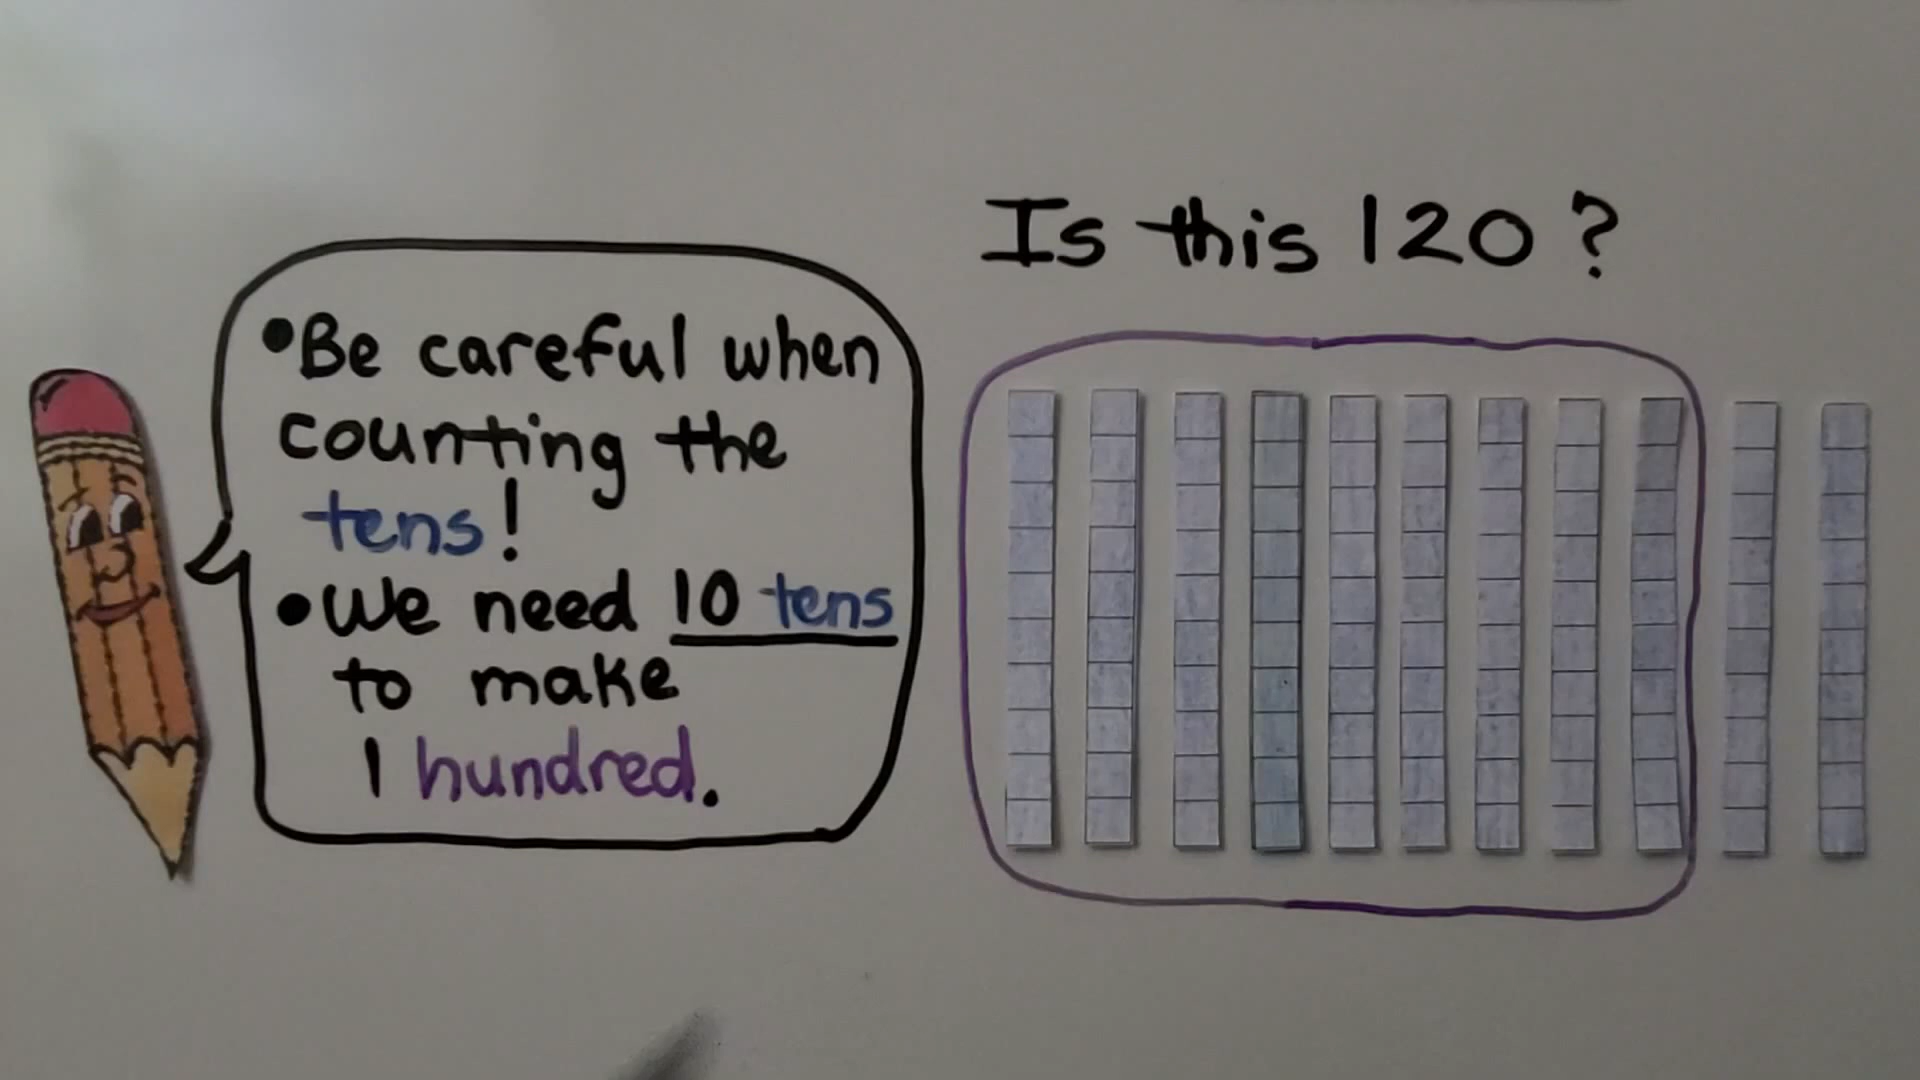 Is this 120?
•Be careful when
counting the
tens!
•We need 10 tens
to make
1 hundred.